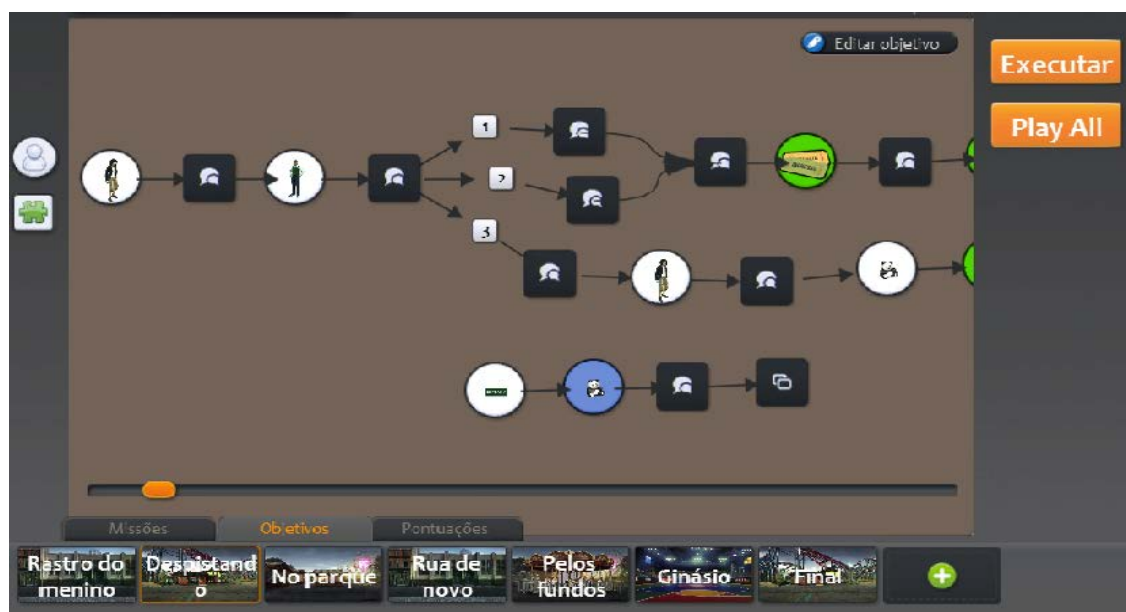 Editar objetivo
Executar
Play All
1
2
3
Missões
Objetivos
Pontuações
Rastro do
menino
Despistand
o
No parque
Rua de
novo
Pelos
fundos
Ginásio
Final